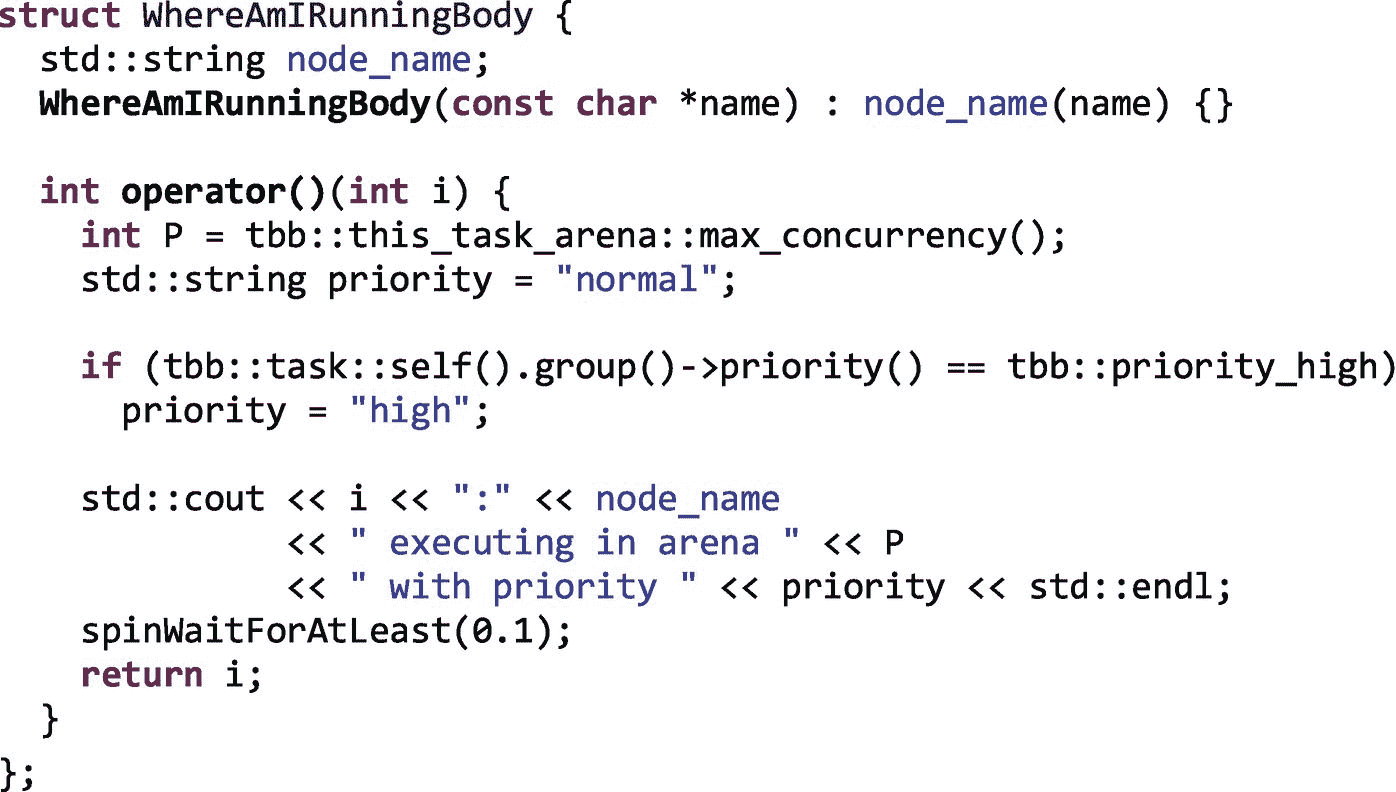 struct WhereAmIRunningBody {
  std::string node_name;
  WhereAmIRunningBody(const char *name) : node_name(name) {}

  int operator()(int i) {
    int P = tbb::this_task_arena::max_concurrency();
    std::string priority = "normal";

    if (tbb::task::self().group()->priority() == tbb::priority_high)
      priority = "high";

    std::cout << i << ":" << node_name
              << " executing in arena " << P
              << " with priority " << priority << std::endl;
    spinWaitForAtLeast(0.1);
    return i;
  }
};